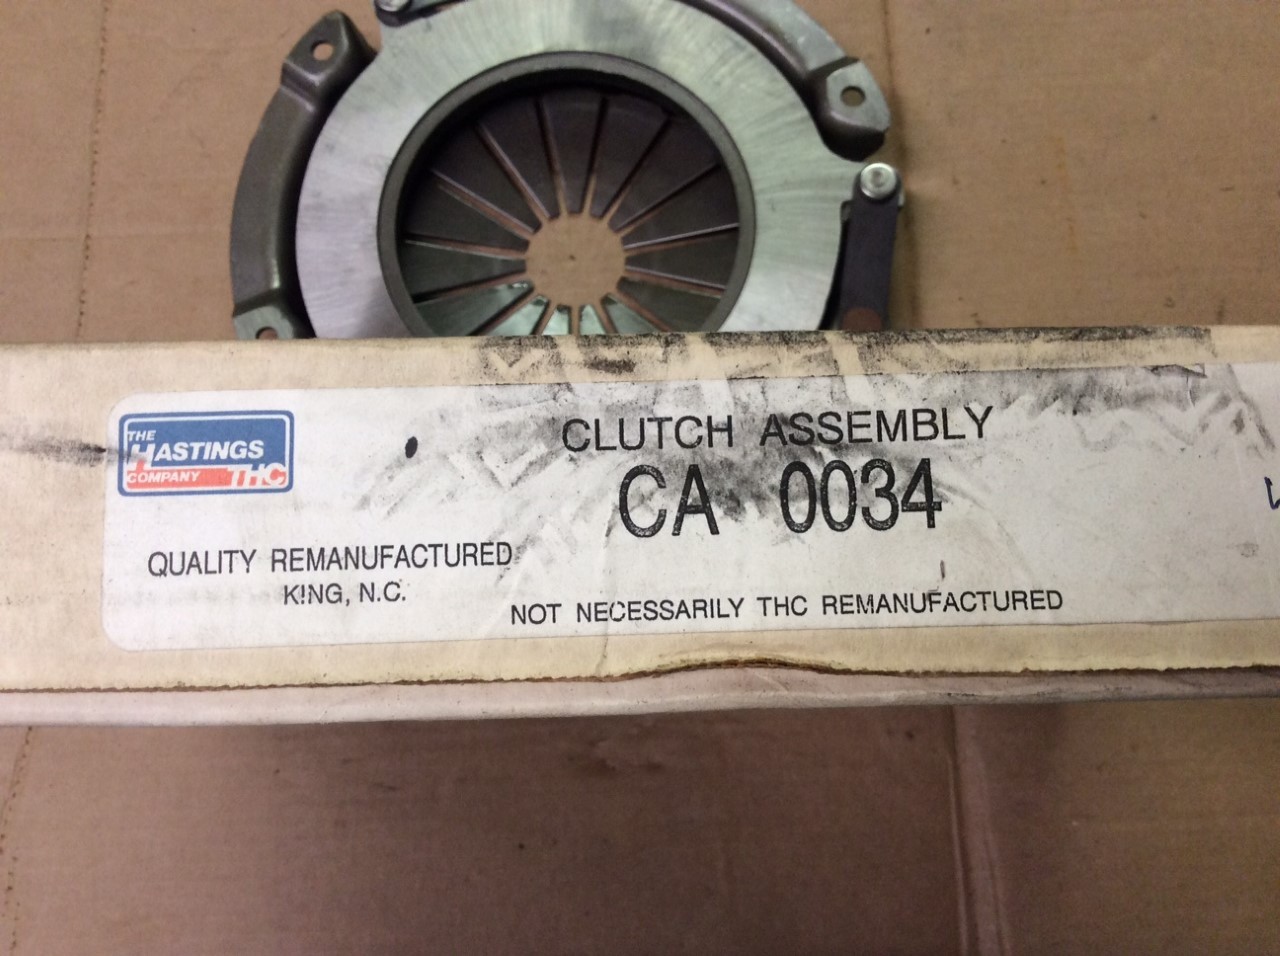 THE
HASTINGS
COMPANY THC
CLUTCH ASSEMBLY
CA 0034
QUALITY REMANUFACTURED
KING, N.C.
NOT NECESSARILY THC REMANUFACTURED